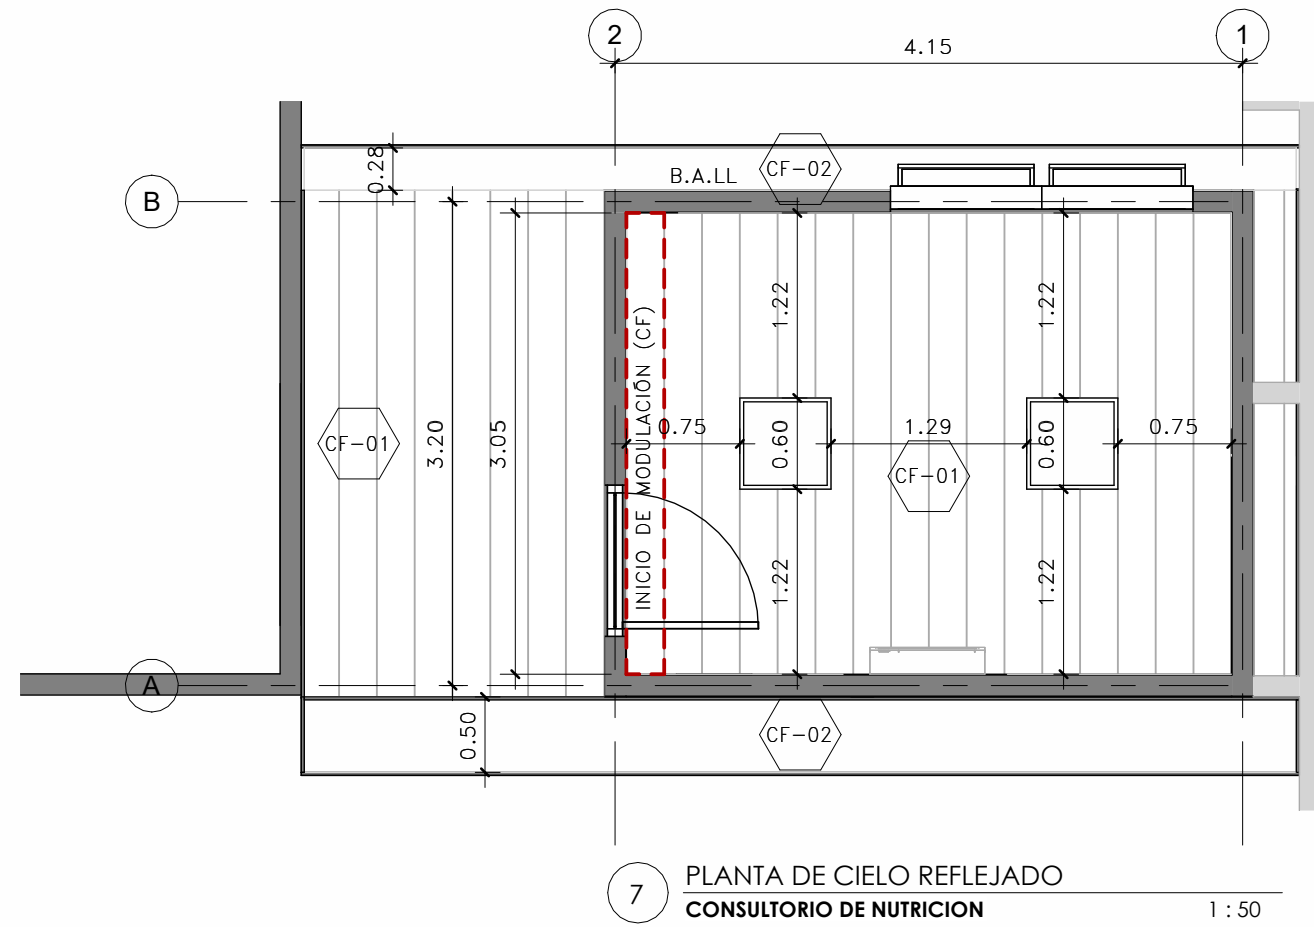 2
1
4.15
0.28
B.A.LL
CF-02
B
1.22
1.22
INICIO DE MODULACIÓN (CF)
CF-01
3.20
3.05
0.75
0.60
1.29
0.60
0.75
CF-01
1.22
1.22
A
0.50
CF-02
7
PLANTA DE CIELO REFLEJADO
CONSULTORIO DE NUTRICION
1 : 50